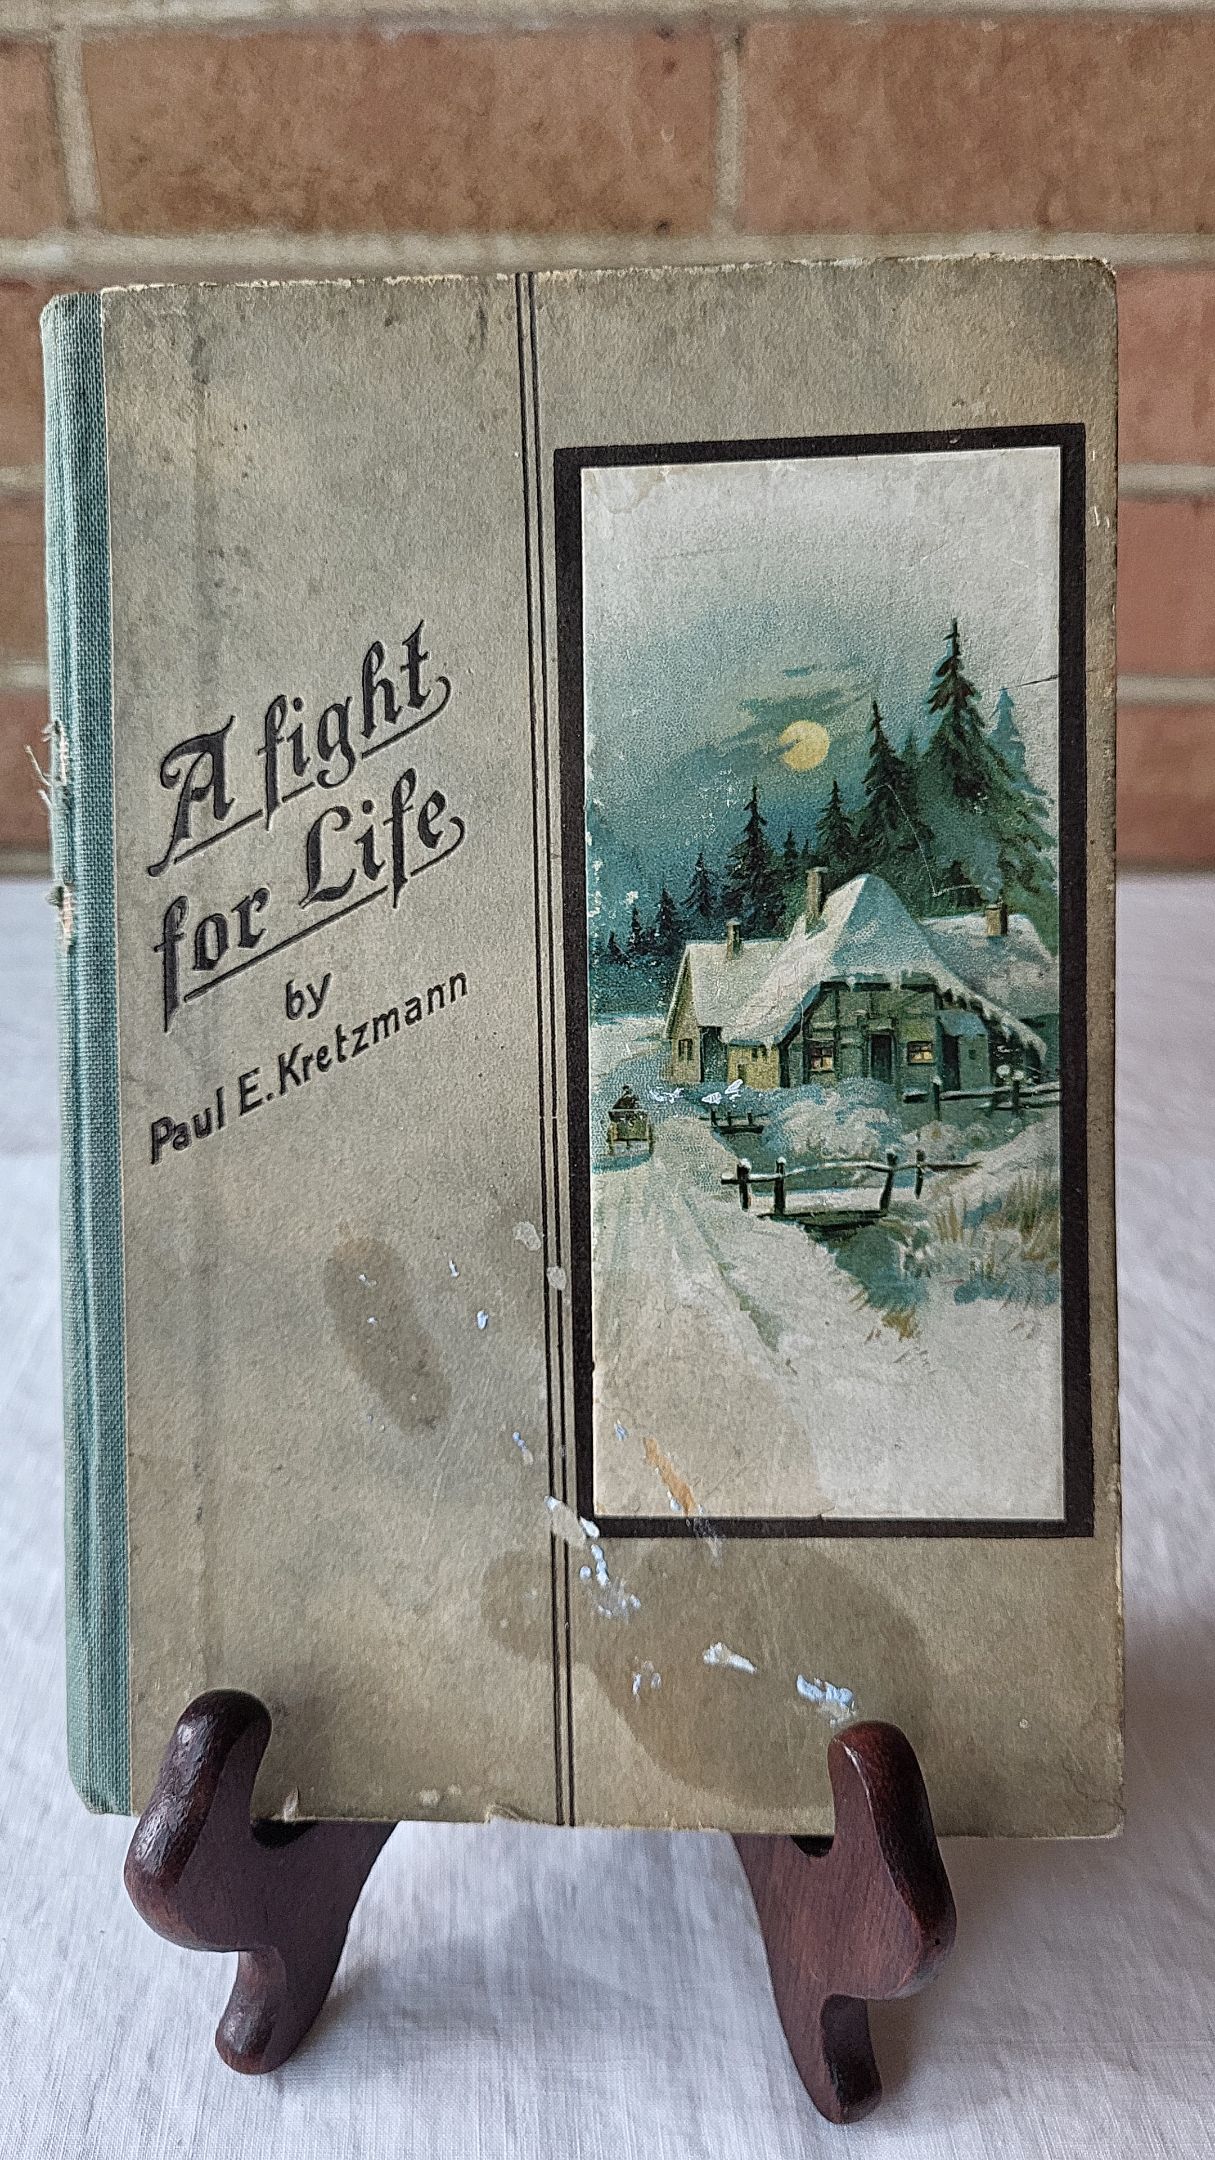 A fight
for Life
by
Paul E. Kretzmann